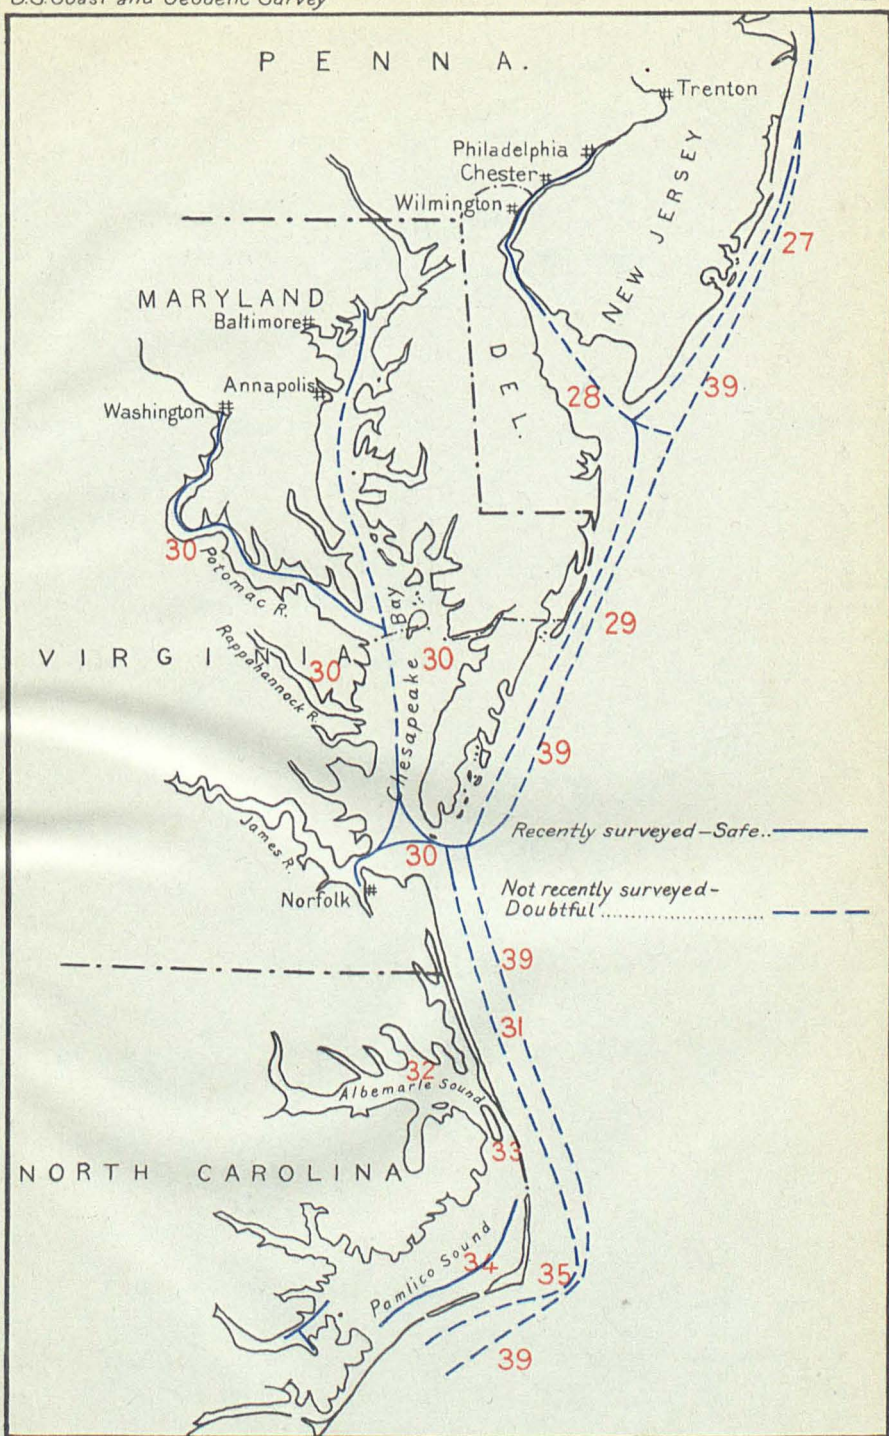 U.S. Coast and Geodetic Survey
PENNA.
Trenton
Philadelphia
Chester
Wilmington
NEW JERSEY
27
MARYLAND
Baltimore
DEL.
Annapolis
Washington
28
39
30
Potomac R.
29
VIRGINIA
Rappahannock R.
30
30
Chesapeake Bay
39
James R.
30
Recently surveyed—Safe..
Norfolk
Not recently surveyed-
Doubtful
39
31
32
Albemarle Sound
33
NORTH CAROLINA
Pamlico Sound
34
35
39